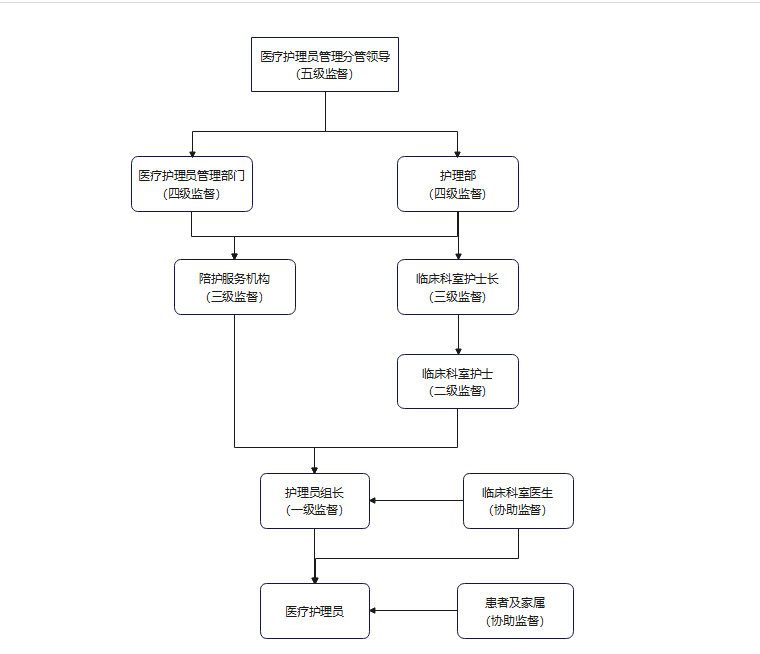 医疗护理员管理分管领导
（五级监督）
医疗护理员管理部门
（四级监督）
护理部
（四级监督）
陪护服务机构
（三级监督）
临床科室护士长
（三级监督）
临床科室护士
（二级监督）
护理员组长
（一级监督）
临床科室医生
（协助监督）
医疗护理员
患者及家属
（协助监督）